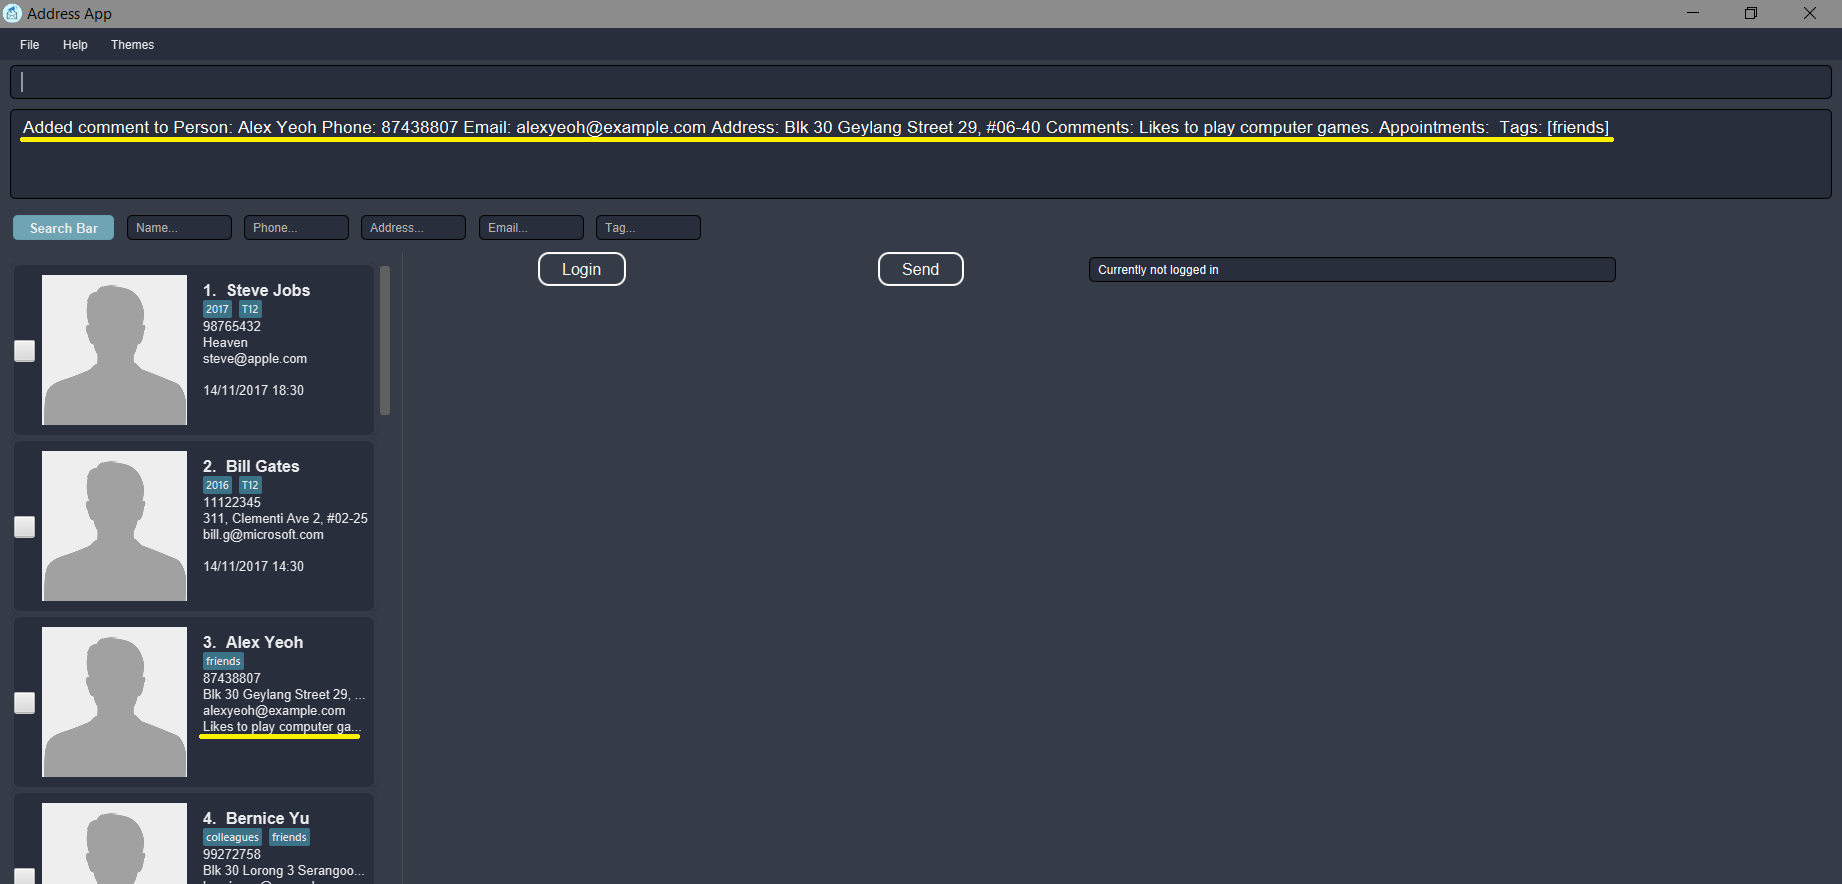 Address App
File Help Themes
Added comment to Person: Alex Yeoh Phone: 87438807 Email: alexyeoh@example.com Address: Blk 30 Geylang Street 29, #06-40 Comments: Likes to play computer games. Appointments:  Tags: [friends]
Search Bar Name... Phone... Address... Email... Tag...
Login Send Currently not logged in
1. Steve Jobs
2017 T12
98765432
Heaven
steve@apple.com
14/11/2017 18:30
2. Bill Gates
2016 T12
11122345
311, Clementi Ave 2, #02-25
bill.g@microsoft.com
14/11/2017 14:30
3. Alex Yeoh
friends
87438807
Blk 30 Geylang Street 29, ...
alexyeoh@example.com
Likes to play computer ga...
4. Bernice Yu
colleagues friends
99272758
Blk 30 Lorong 3 Serangoo...